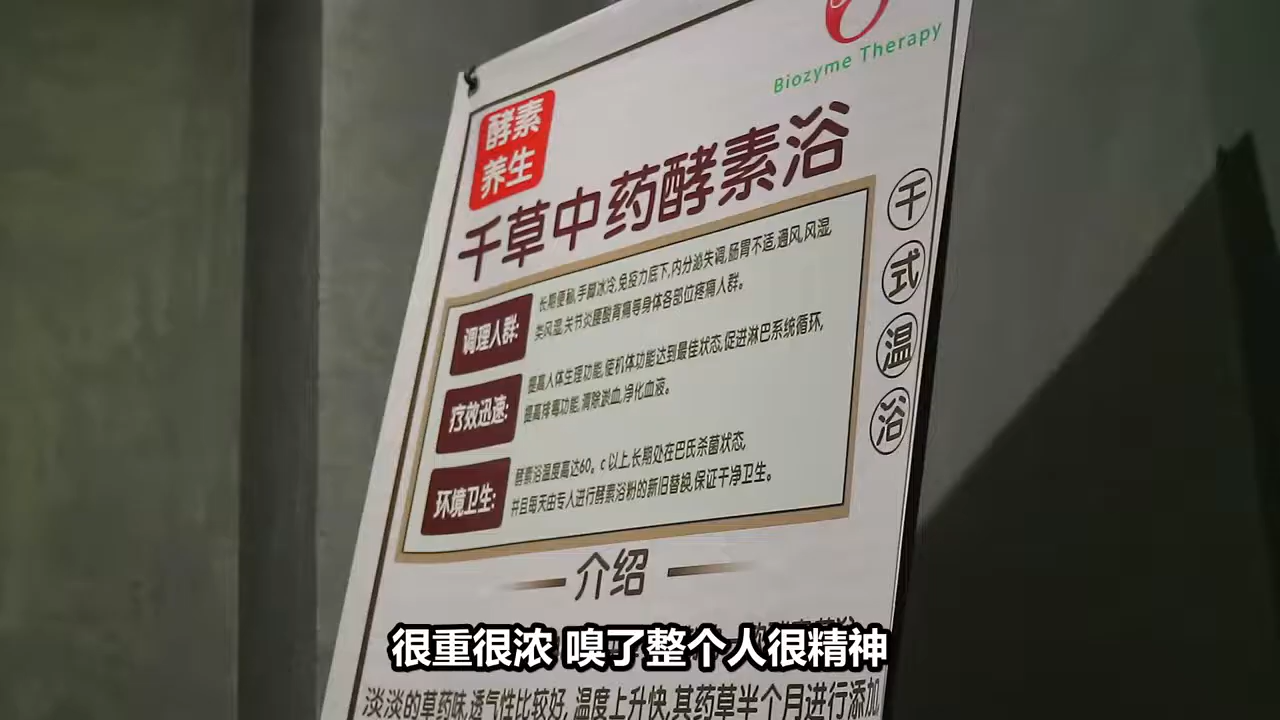 Biozyme Therapy
酵素
养生
千草中药酵素浴
干式温浴
调理人群:
长期便秘,手脚冰冷,免疫力底下,内分泌失调,肠胃不适,通风,风湿,
类风湿,关节炎腰酸背痛等身体各部位疼痛人群。
疗效迅速:
提高人体生理功能,使机体功能达到最佳状态,促进淋巴系统循环,
提高排毒功能,清除淤血,净化血液。
环境卫生:
酵素浴温度高达60。c以上,长期处在巴氏杀菌状态,
并且每天由专人进行酵素浴粉的新旧替换,保证干净卫生。
介绍
很重很浓 嗅了整个人很精神
淡淡的草药味,透气性比较好,温度上升快,其药草半个月进行添加